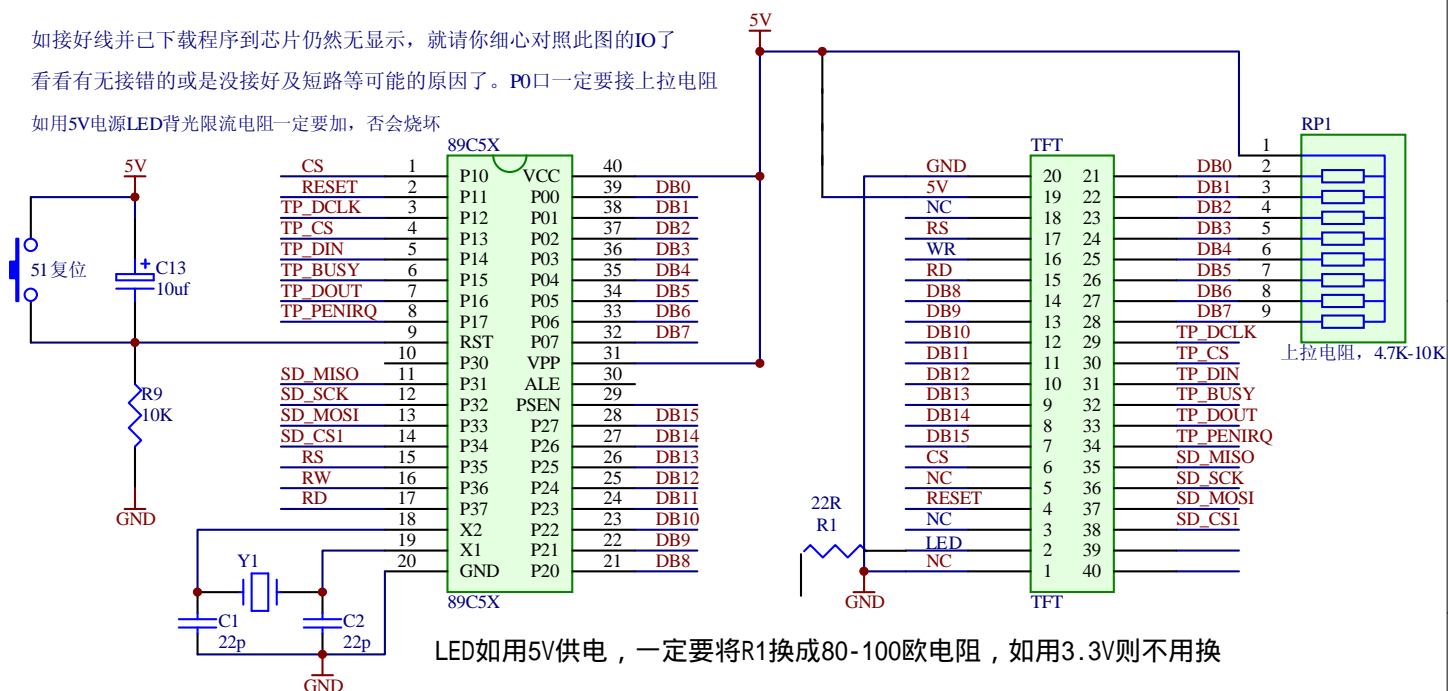 如接好线并已下载程序到芯片仍然无显示，就请你细心对照此图的IO了
看看有无接错的或是没接好及短路等可能的原因了。P0口一定要接上拉电阻
如用5V电源LED背光限流电阻一定要加，否会烧坏
5V
5V
51复位
C13
10uf
R9
10K
GND
89C5X
CS 1 P10 VCC 40
RESET 2 P11 P00 39 DB0
TP_DCLK 3 P12 P01 38 DB1
TP_CS 4 P13 P02 37 DB2
TP_DIN 5 P14 P03 36 DB3
TP_BUSY 6 P15 P04 35 DB4
TP_DOUT 7 P16 P05 34 DB5
TP_PENIRQ 8 P17 P06 33 DB6
9 RST P07 32 DB7
10 P30 VPP 31
SD_MISO 11 P31 ALE 30
SD_SCK 12 P32 PSEN 29
SD_MOSI 13 P33 P27 28 DB15
SD_CS1 14 P34 P26 27 DB14
RS 15 P35 P25 26 DB13
RW 16 P36 P24 25 DB12
RD 17 P37 P23 24 DB11
18 X2 P22 23 DB10
19 X1 P21 22 DB9
20 GND P20 21 DB8
89C5X
Y1
C1
22p
C2
22p
GND
TFT
GND 20 21 DB0
5V 19 22 DB1
NC 18 23 DB2
RS 17 24 DB3
WR 16 25 DB4
RD 15 26 DB5
DB8 14 27 DB6
DB9 13 28 DB7
DB10 12 29 TP_DCLK
DB11 11 30 TP_CS
DB12 10 31 TP_DIN
DB13 9 32 TP_BUSY
DB14 8 33 TP_DOUT
DB15 7 34 TP_PENIRQ
CS 6 35 SD_MISO
NC 5 36 SD_SCK
RESET 4 37 SD_MOSI
NC 3 38 SD_CS1
LED 2 39
NC 1 40
TFT
22R
R1
GND
RP1
1
2
3
4
5
6
7
8
9
上拉电阻，4.7K-10K
LED如用5V供电，一定要将R1换成80-100欧电阻，如用3.3V则不用换